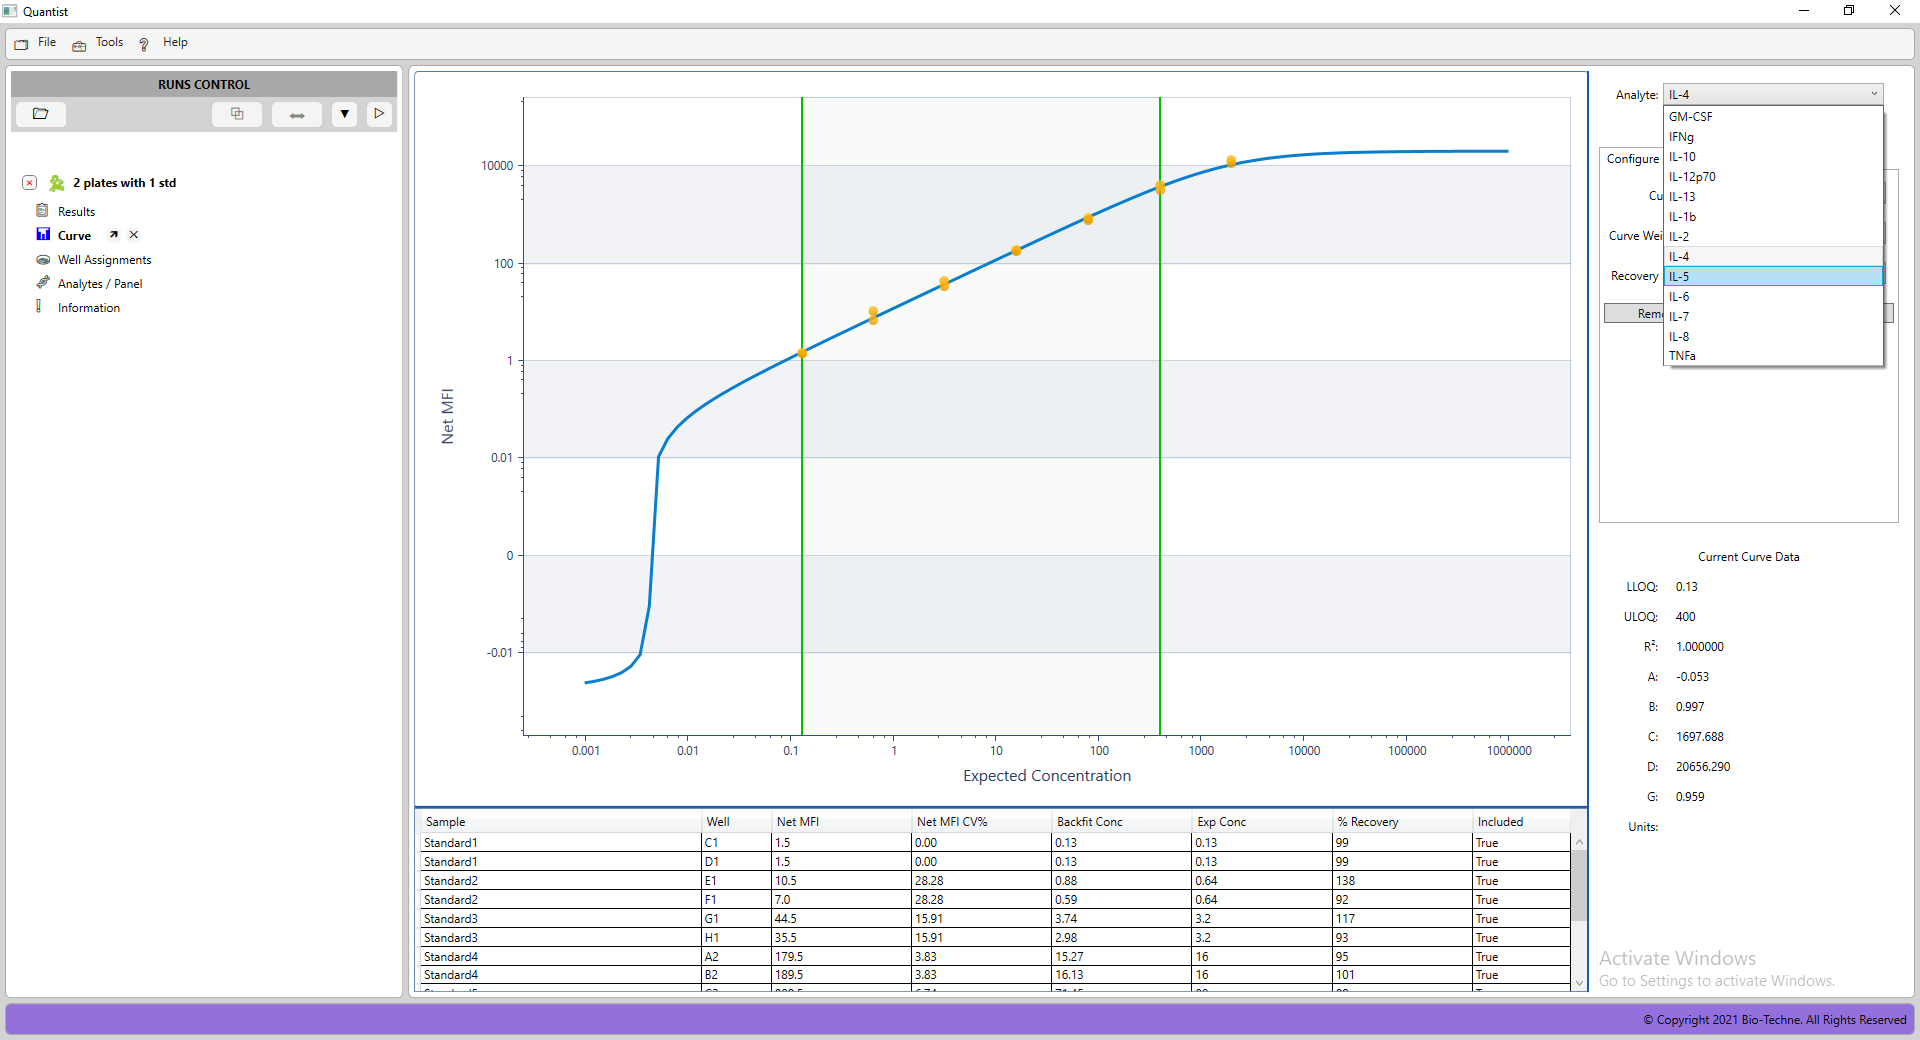 Quantist
File Tools ? Help
RUNS CONTROL
2 plates with 1 std
Results
Curve
Well Assignments
Analytes / Panel
Information
10000
100
1
0.01
0
-0.01
Net MFI
0.001 0.01 0.1 1 10 100 1000 10000 100000 1000000
Expected Concentration
Analyte: IL-4
GM-CSF
IFNg
IL-10
IL-12p70
IL-13
IL-1b
IL-2
IL-4
IL-5
IL-6
IL-7
IL-8
TNFa
Configure
Cu
Curve Wei
Recovery
Rem
Current Curve Data
LLOQ: 0.13
ULOQ: 400
R²: 1.000000
A: -0.053
B: 0.997
C: 1697.688
D: 20656.290
G: 0.959
Units:
Sample Well Net MFI Net MFI CV% Backfit Conc Exp Conc % Recovery Included
Standard1 C1 1.5 0.00 0.13 0.13 99 True
Standard1 D1 1.5 0.00 0.13 0.13 99 True
Standard2 E1 10.5 28.28 0.88 0.64 138 True
Standard2 F1 7.0 28.28 0.59 0.64 92 True
Standard3 G1 44.5 15.91 3.74 3.2 117 True
Standard3 H1 35.5 15.91 2.98 3.2 93 True
Standard4 A2 179.5 3.83 15.27 16 95 True
Standard4 B2 189.5 3.83 16.13 16 101 True
Activate Windows
Go to Settings to activate Windows.
© Copyright 2021 Bio-Techne. All Rights Reserved